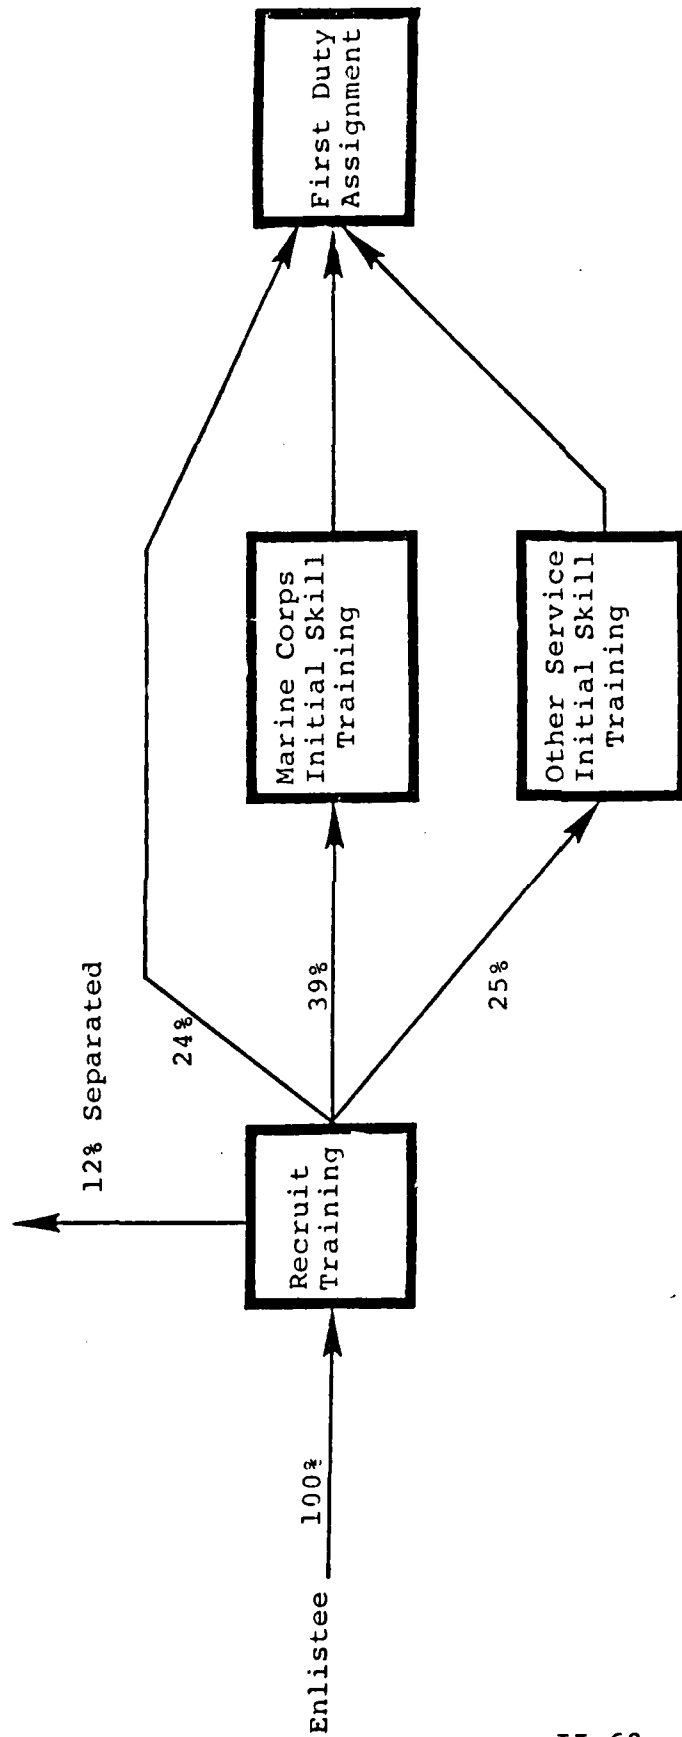 Enlistee
100%
Recruit
Training
12% Separated
24%
39%
25%
Marine Corps
Initial Skill
Training
Other Service
Initial Skill
Training
First Duty
Assignment